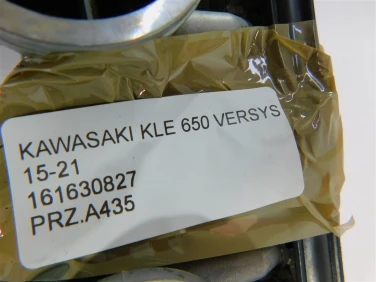 KAWASAKI KLE 650 VERSYS
15-21
161630827
PRZ.A435